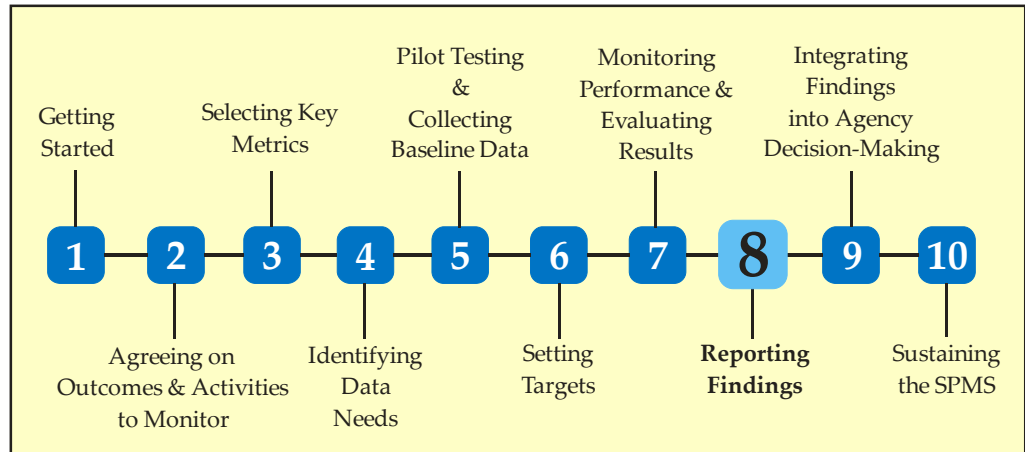 Getting
Started
1
2
Agreeing on
Outcomes & Activities
to Monitor
Selecting Key
Metrics
3
4
Identifying
Data
Needs
Pilot Testing
&
Collecting
Baseline Data
5
6
Setting
Targets
Monitoring
Performance &
Evaluating
Results
7
8
Reporting
Findings
Integrating
Findings
into Agency
Decision-Making
9
10
Sustaining
the SPMS